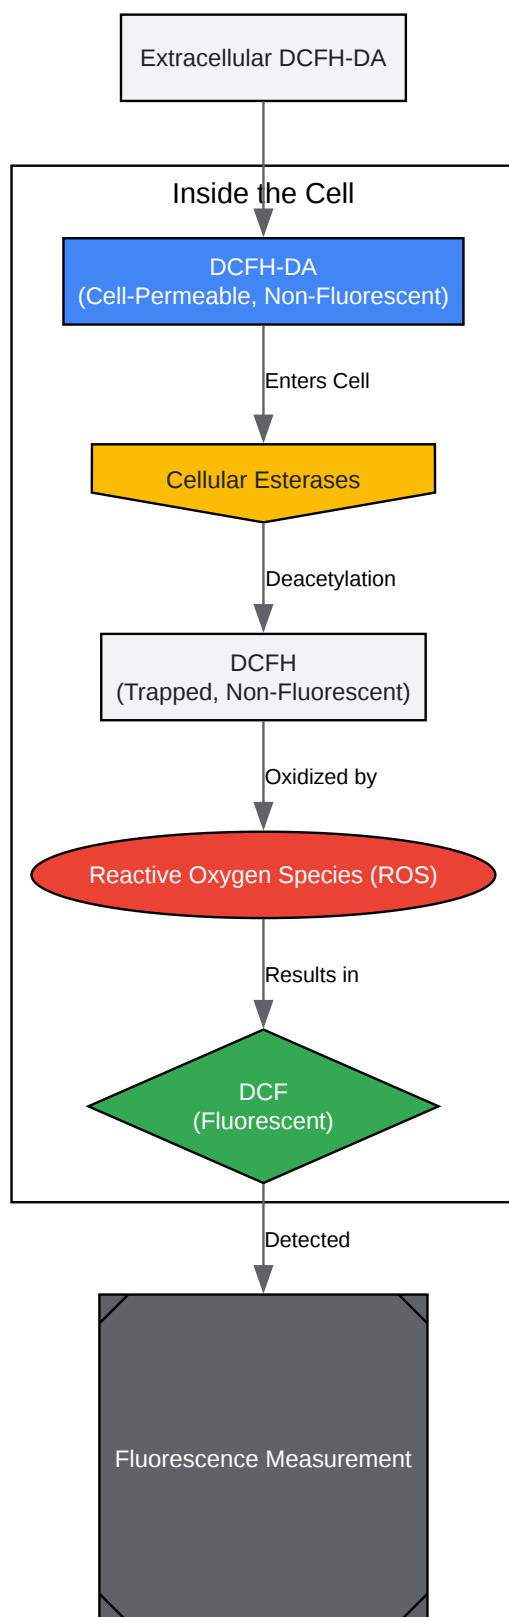 Extracellular DCFH-DA
Inside the Cell
DCFH-DA
(Cell-Permeable, Non-Fluorescent)
Enters Cell
Cellular Esterases
Deacetylation
DCFH
(Trapped, Non-Fluorescent)
Oxidized by
Reactive Oxygen Species (ROS)
Results in
DCF
(Fluorescent)
Detected
Fluorescence Measurement